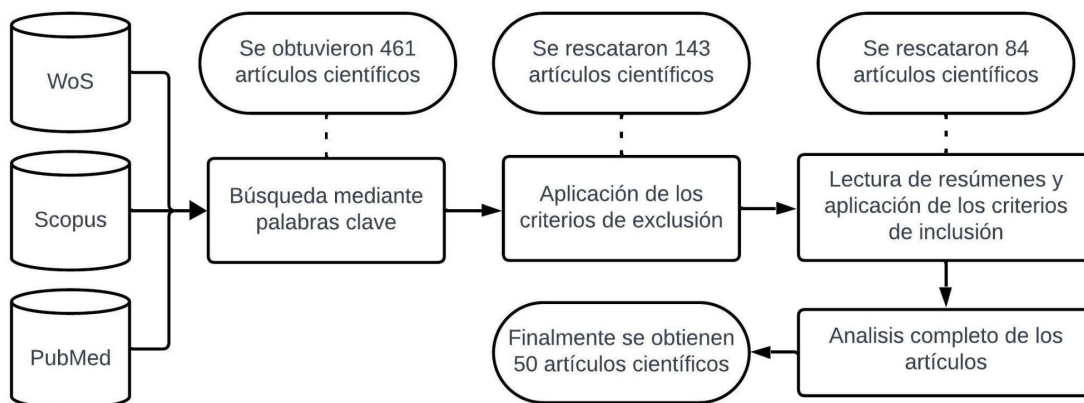 WoS
Scopus
PubMed
Se obtuvieron 461
artículos científicos
Búsqueda mediante
palabras clave
Se rescataron 143
artículos científicos
Aplicación de los
criterios de exclusión
Se rescataron 84
artículos científicos
Lectura de resúmenes y
aplicación de los criterios
de inclusión
Analisis completo de los
artículos
Finalmente se obtienen
50 artículos científicos